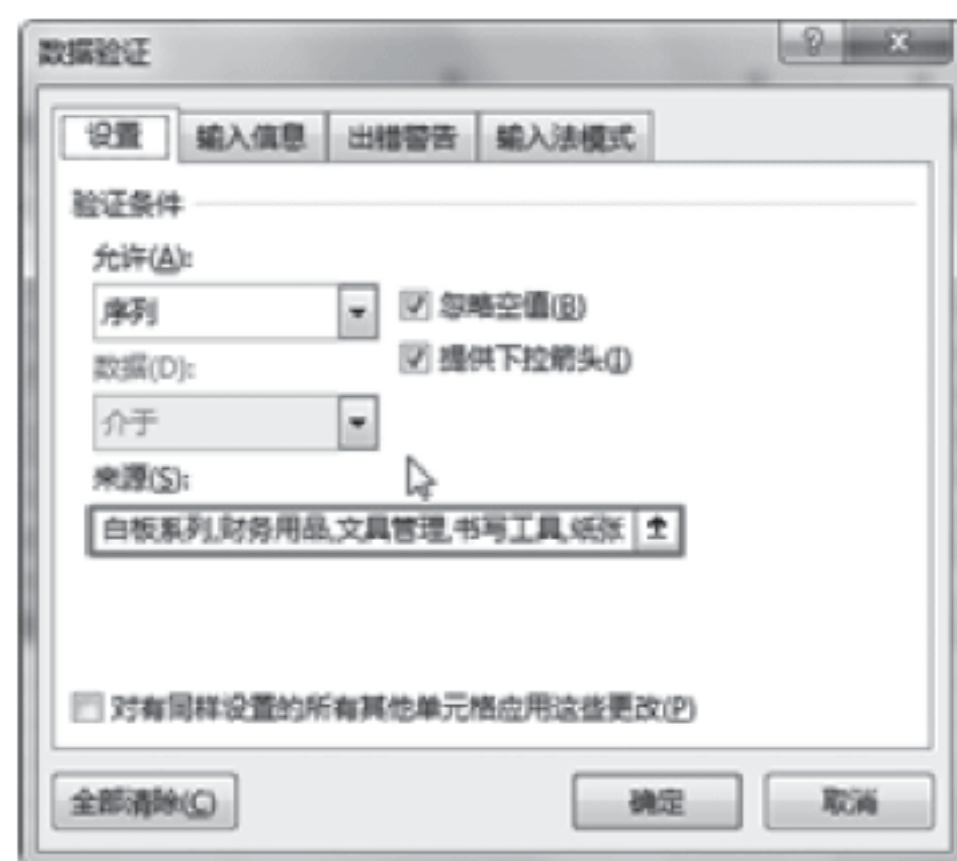 数据验证
设置 输入信息 出错警告 输入法模式
验证条件
允许(A):
序列 忽略空值(B)
数据(D): 提供下拉箭头(I)
介于
来源(S):
白板系列,财务用品,文具管理,书写工具,纸张
对有同样设置的所有其他单元格应用这些更改(P)
全部清除(C) 确定 取消